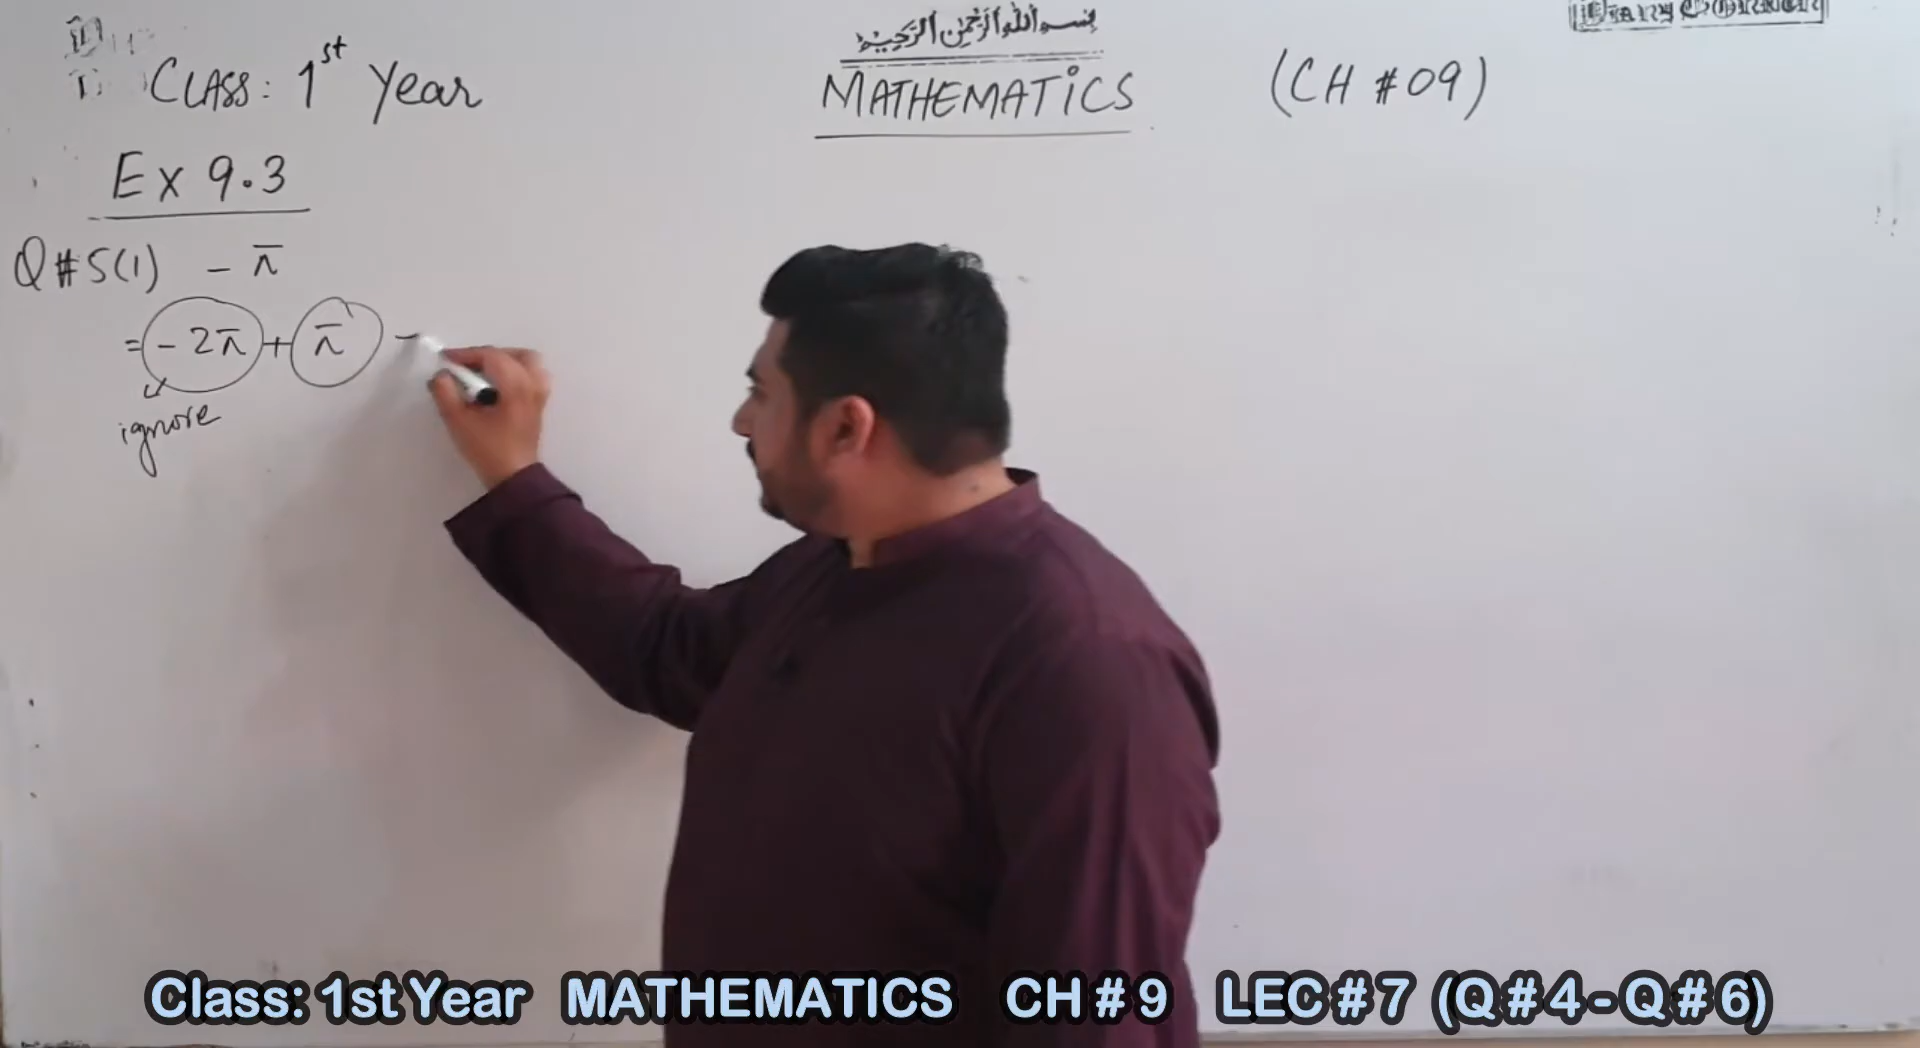 بسم الله الرحمن الرحيم
CLASS: 1st Year MATHEMATICS (CH # 09)
Ex 9.3
Q # 5(1) - π
= - 2π + π -
ignore
Class: 1st Year MATHEMATICS CH # 9 LEC # 7 (Q # 4 - Q # 6)